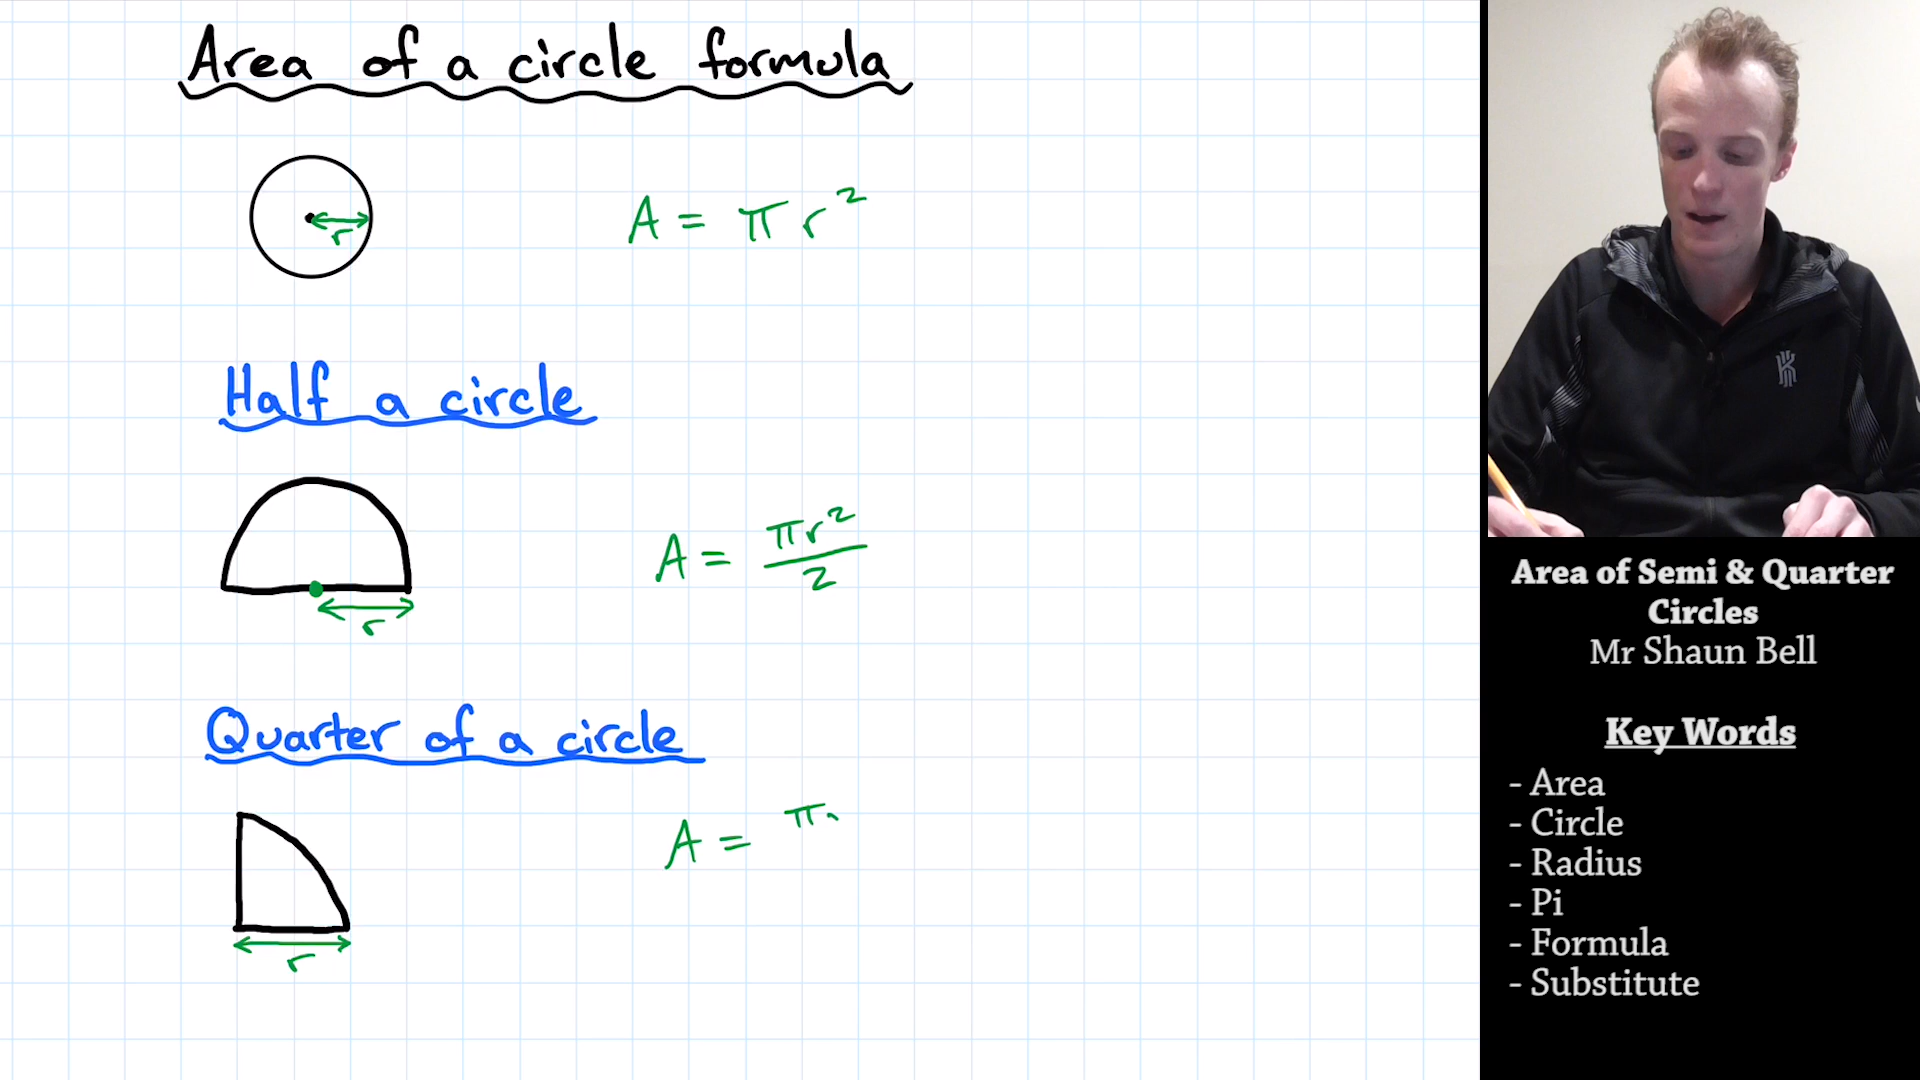 Area of a circle formula
r
A = πr²
Half a circle
A = πr²/2
r
Quarter of a circle
A = π
r
Area of Semi & Quarter
Circles
Mr Shaun Bell
Key Words
- Area
- Circle
- Radius
- Pi
- Formula
- Substitute